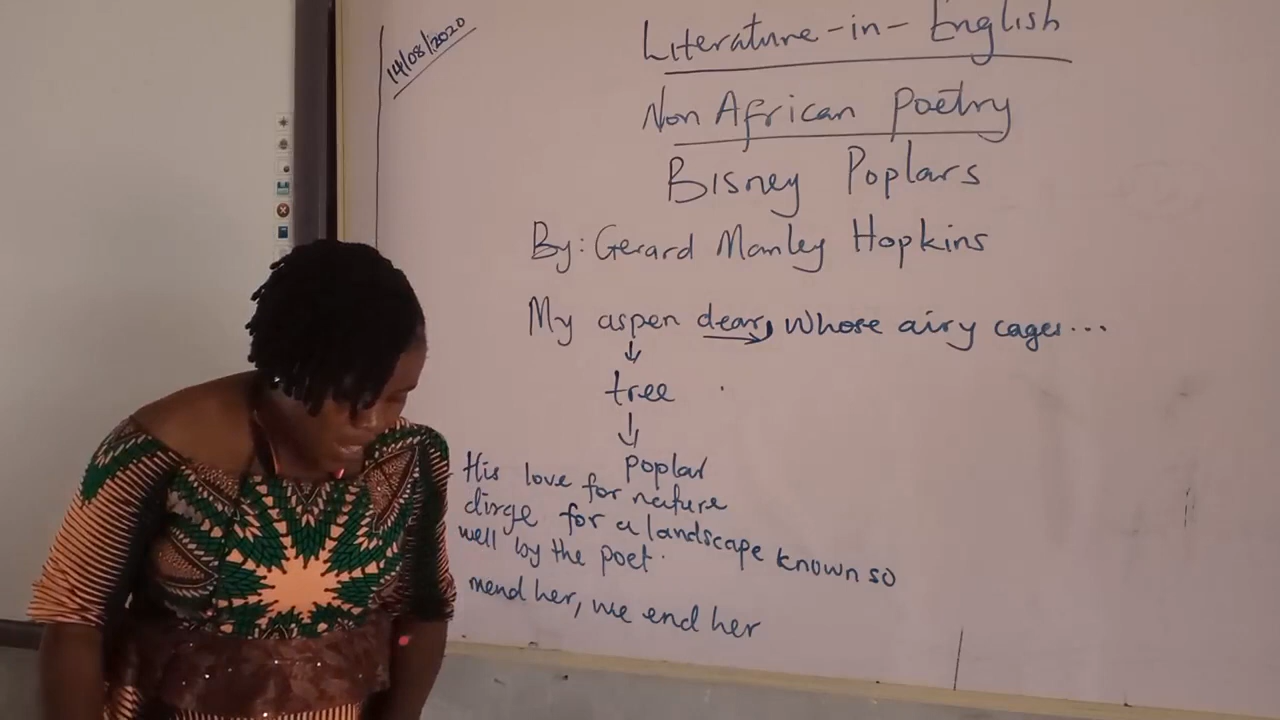 14/08/2020
Literature-in-English
Non African Poetry
Bisney Poplars
By: Gerard Manley Hopkins
My aspen dear, whose airy cages...
tree
poplar
His love for nature
dirge for a landscape known so
well by the poet.
mend her, we end her